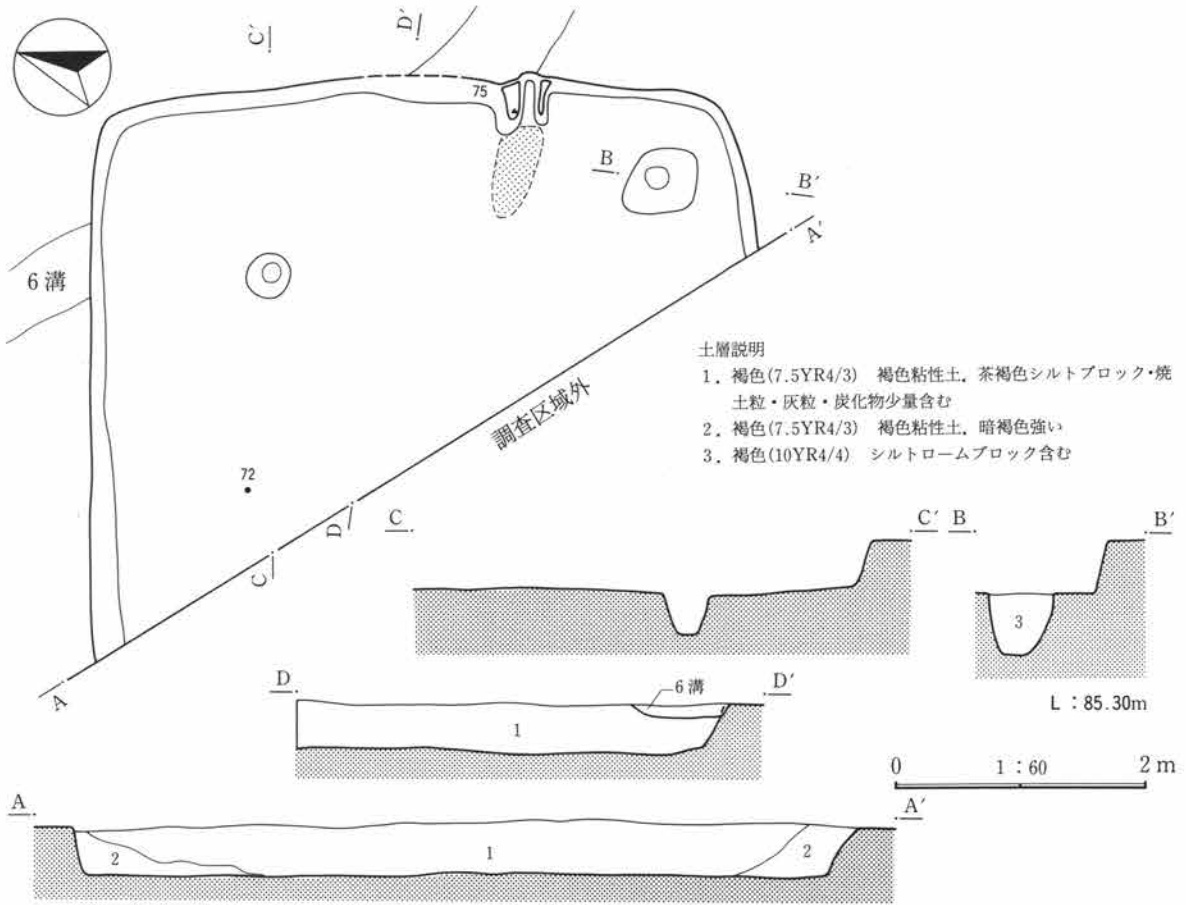 C′
D′
75
B
B′
A′
6 溝
調査区域外
72
D
C
A
土層説明
1. 褐色(7.5YR4/3) 褐色粘性土、茶褐色シルトブロック・焼
土粒・灰粒・炭化物少量含む
2. 褐色(7.5YR4/3) 褐色粘性土、暗褐色強い
3. 褐色(10YR4/4) シルトロームブロック含む
C
C′
B
B′
3
D
6 溝
D′
1
L : 85.30m
0 1 : 60 2 m
A
A′
2
1
2